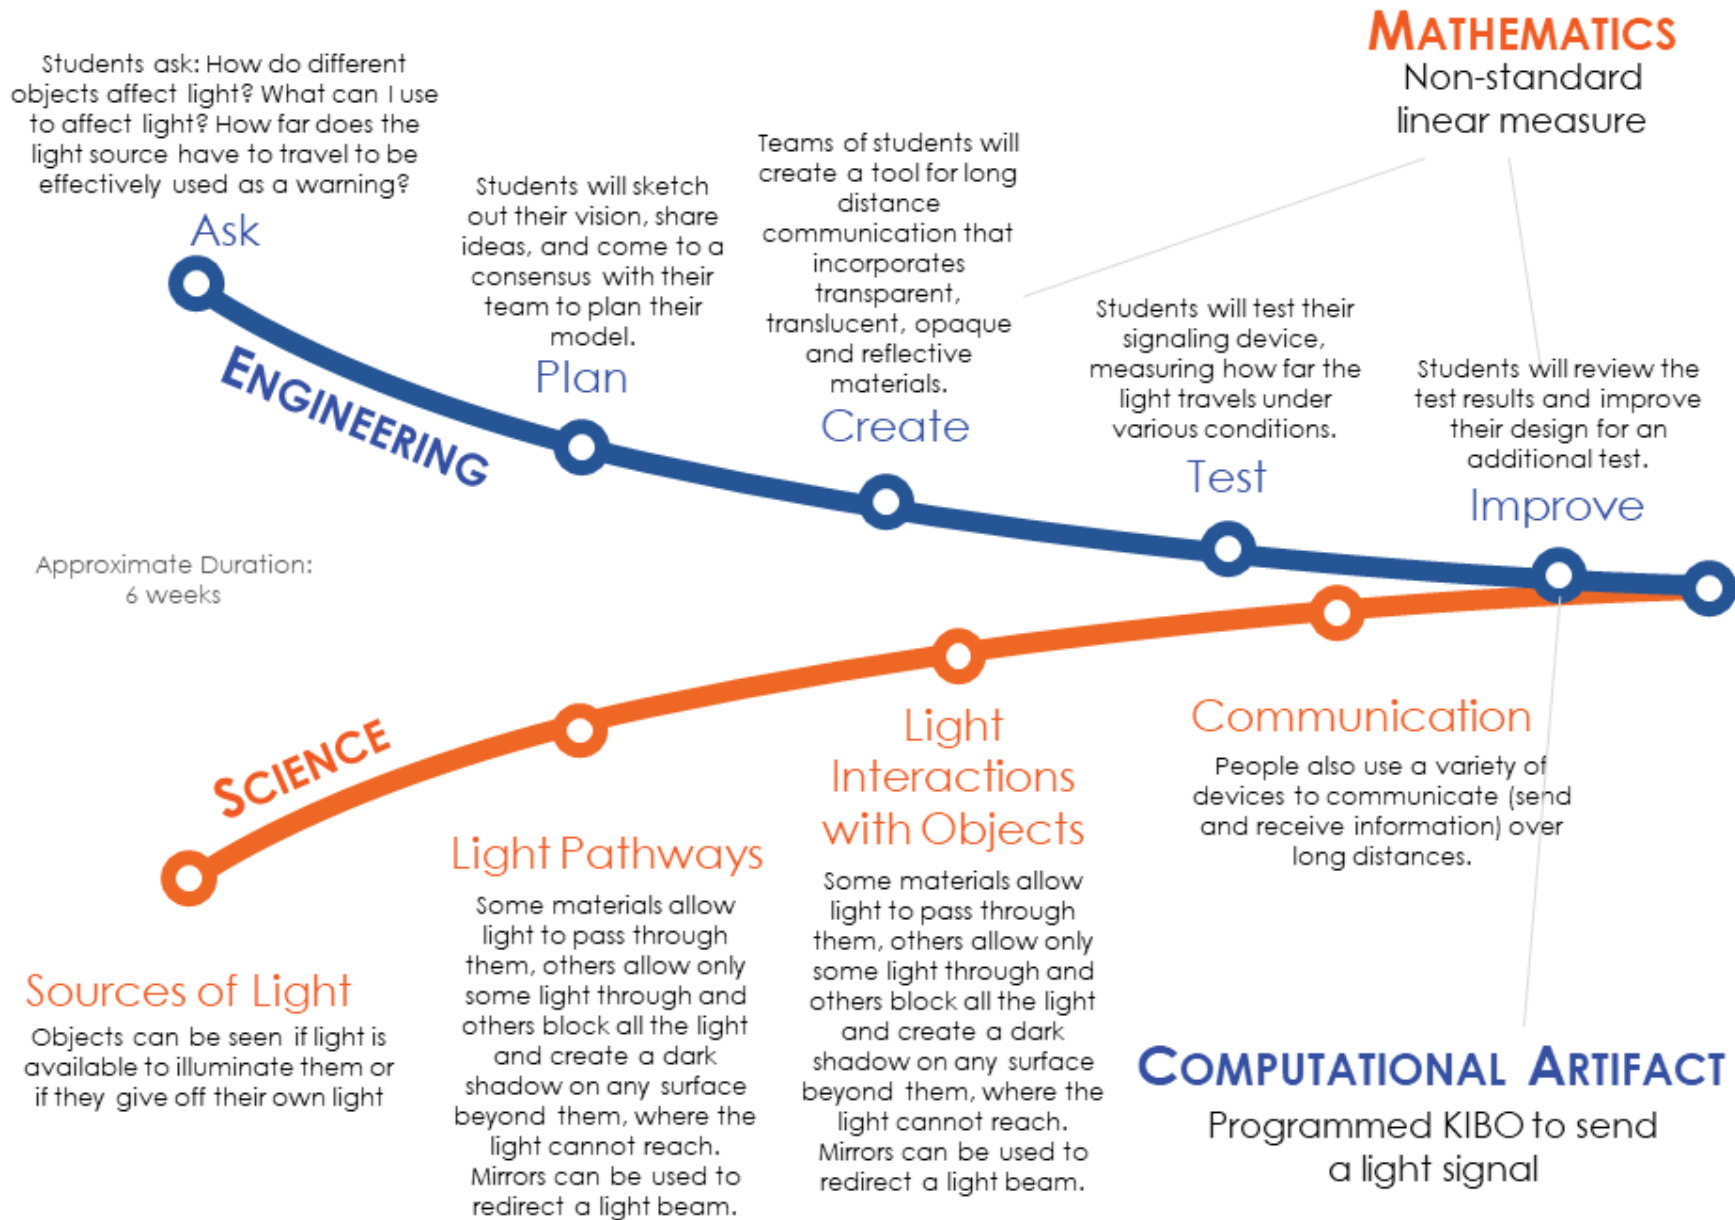 MATHEMATICS
Non-standard
linear measure
Students ask: How do different
objects affect light? What can I use
to affect light? How far does the
light source have to travel to be
effectively used as a warning?
Ask
Students will sketch
out their vision, share
ideas, and come to a
consensus with their
team to plan their
model.
Plan
Teams of students will
create a tool for long
distance
communication that
incorporates
transparent,
translucent, opaque
and reflective
materials.
Create
Students will test their
signaling device,
measuring how far the
light travels under
various conditions.
Test
Students will review the
test results and improve
their design for an
additional test.
Improve
ENGINEERING
Approximate Duration:
6 weeks
SCIENCE
Sources of Light
Objects can be seen if light is
available to illuminate them or
if they give off their own light
Light Pathways
Some materials allow
light to pass through
them, others allow only
some light through and
others block all the light
and create a dark
shadow on any surface
beyond them, where the
light cannot reach.
Mirrors can be used to
redirect a light beam.
Light
Interactions
with Objects
Some materials allow
light to pass through
them, others allow only
some light through and
others block all the light
and create a dark
shadow on any surface
beyond them, where the
light cannot reach.
Mirrors can be used to
redirect a light beam.
Communication
People also use a variety of
devices to communicate (send
and receive information) over
long distances.
COMPUTATIONAL ARTIFACT
Programmed KIBO to send
a light signal